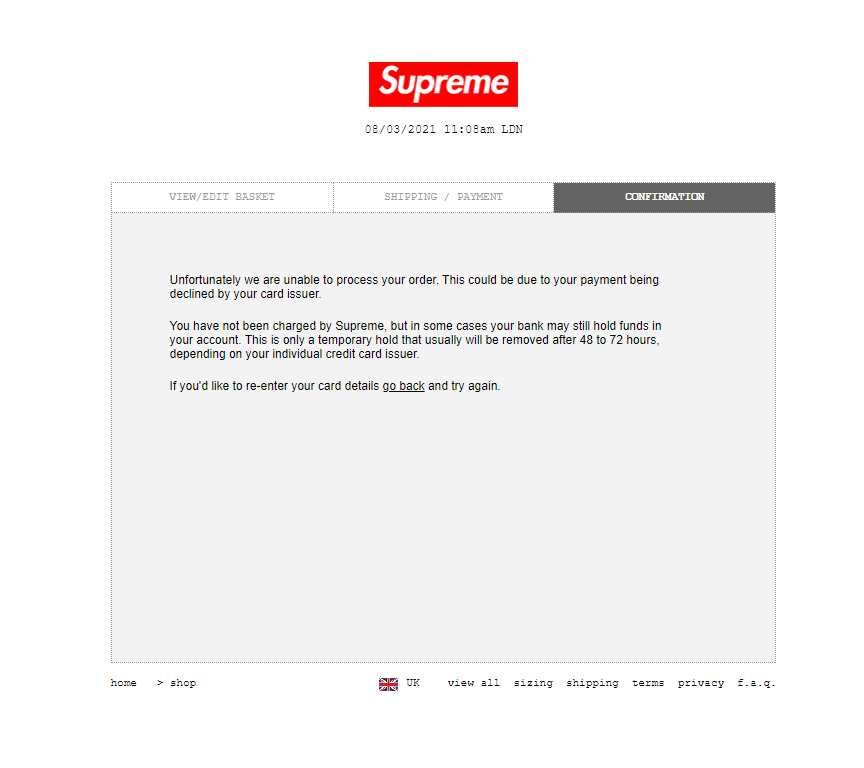 Supreme
08/03/2021 11:08am LDN
VIEW/EDIT BASKET
SHIPPING / PAYMENT
CONFIRMATION
Unfortunately we are unable to process your order. This could be due to your payment being
declined by your card issuer.
You have not been charged by Supreme, but in some cases your bank may still hold funds in
your account. This is only a temporary hold that usually will be removed after 48 to 72 hours,
depending on your individual credit card issuer.
If you'd like to re-enter your card details go back and try again.
home > shop UK view all sizing shipping terms privacy f.a.q.